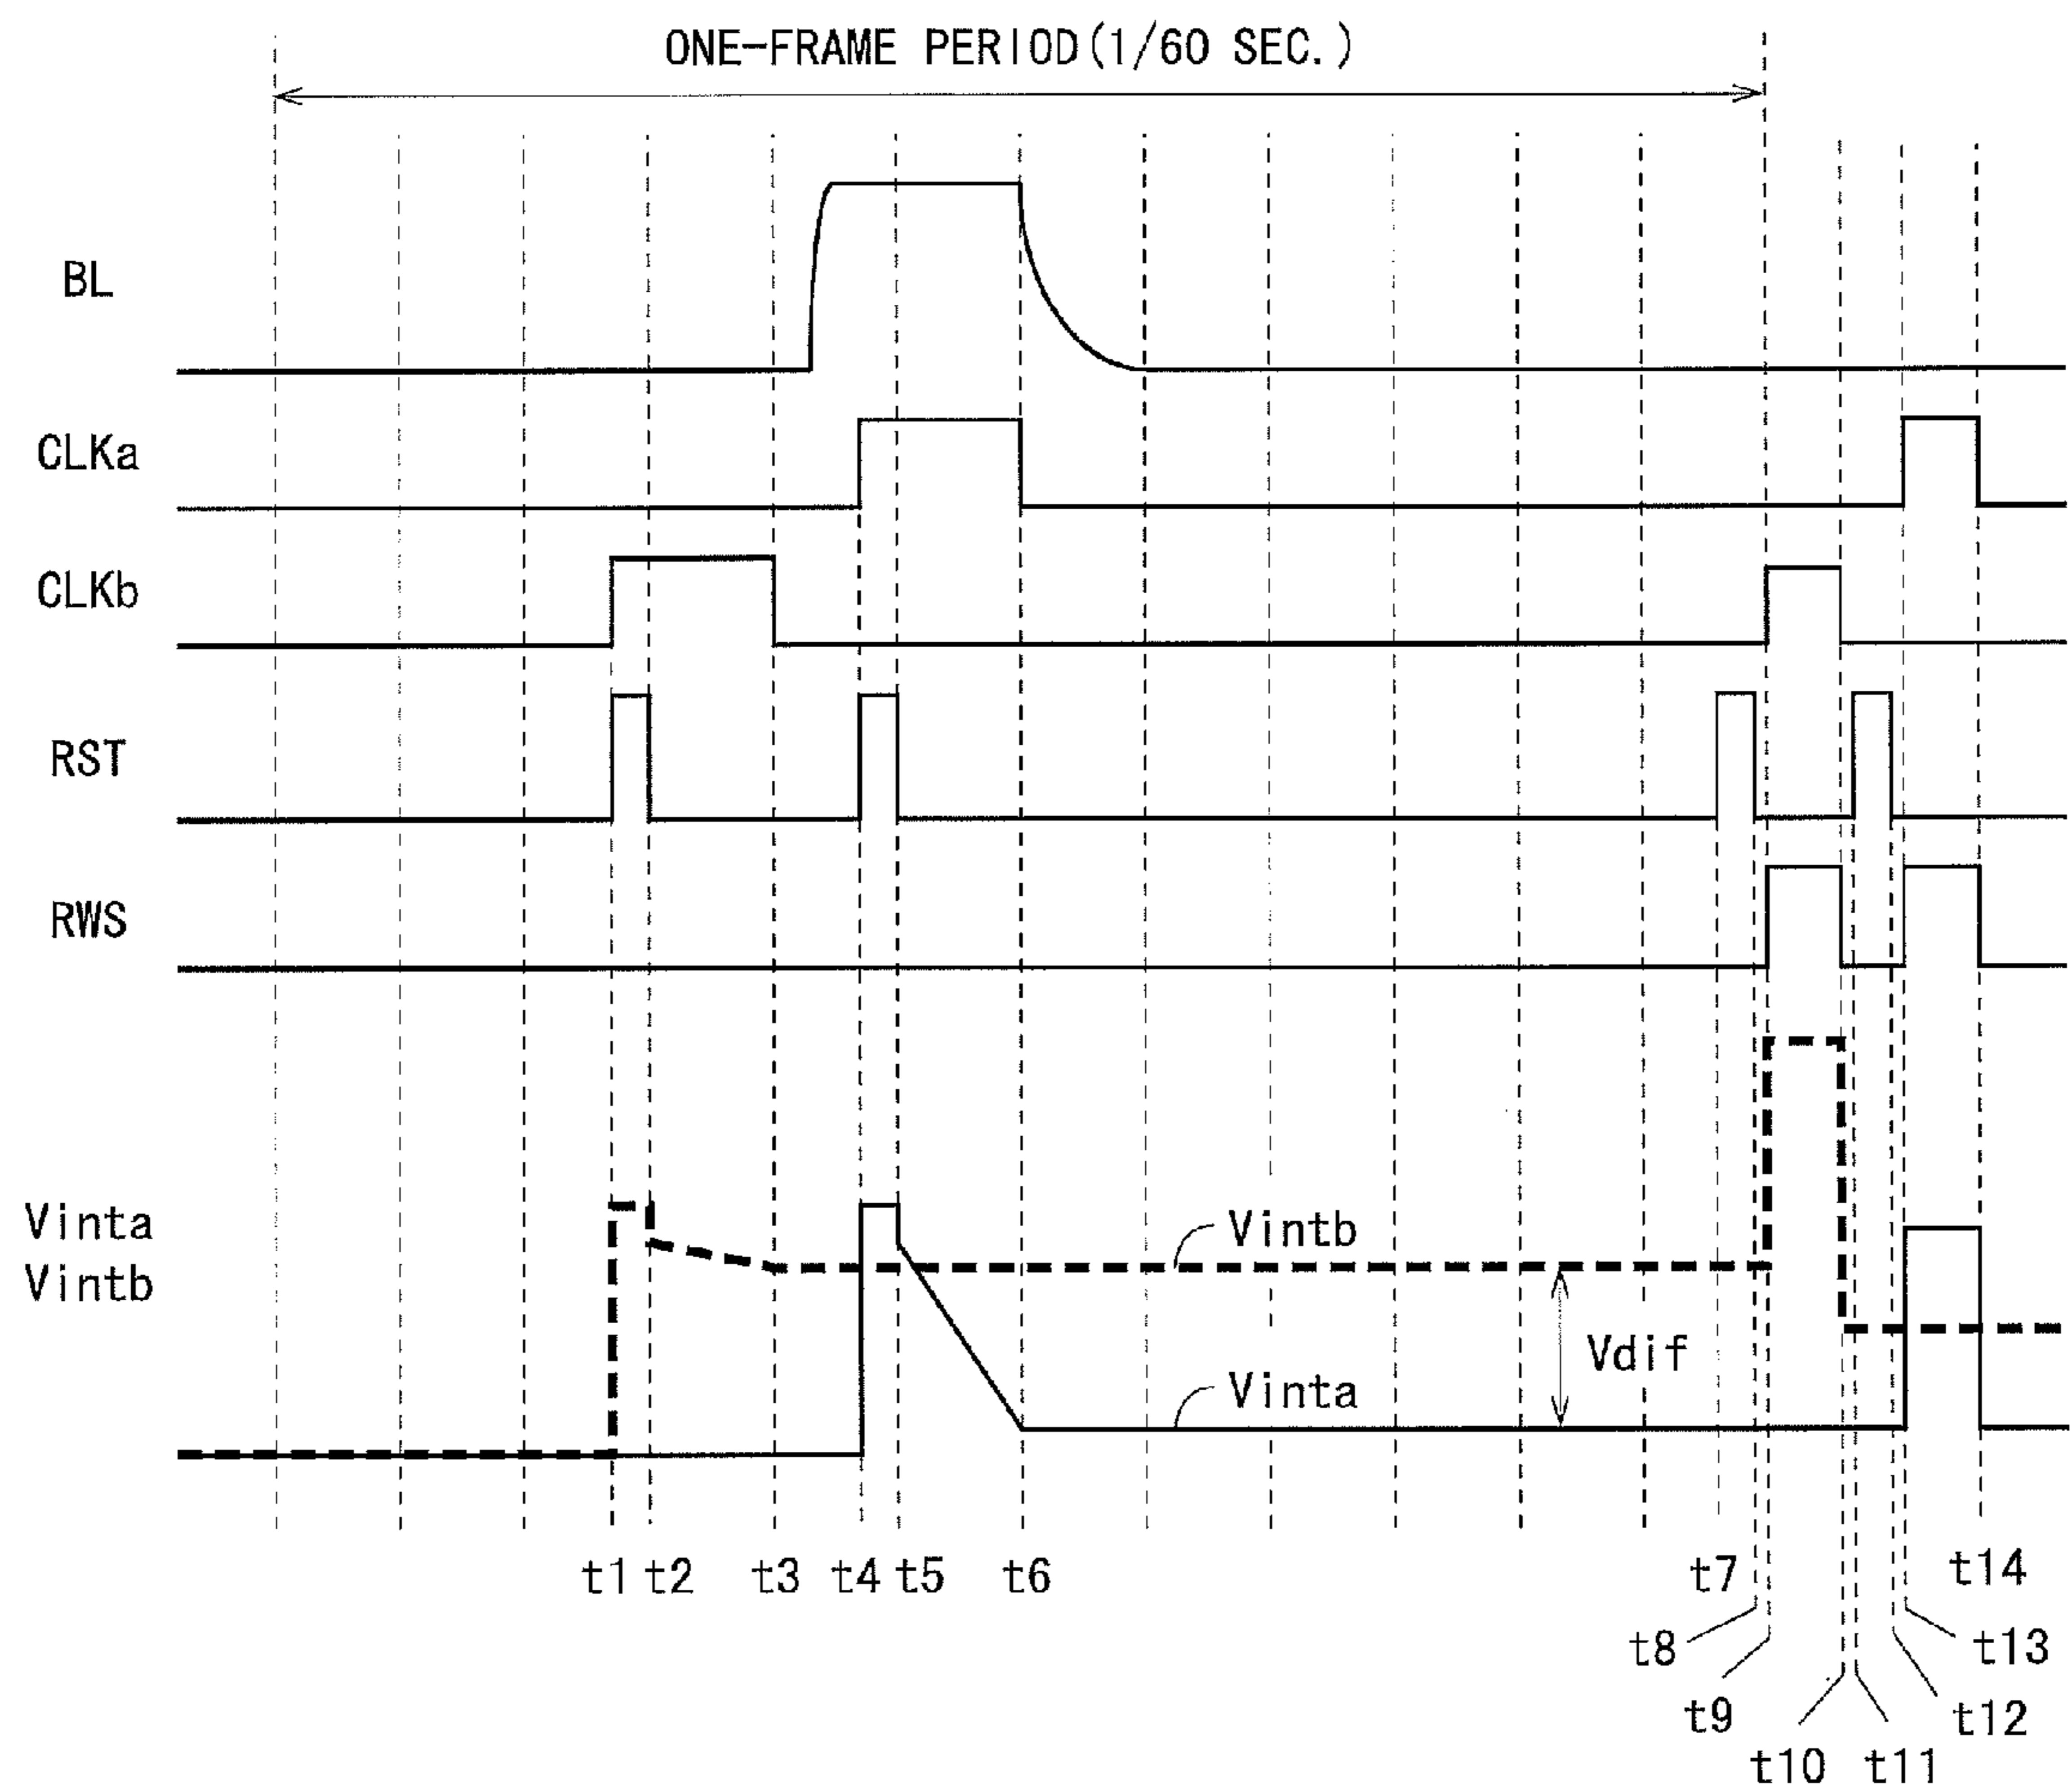 ONE-FRAME PERIOD(1/60 SEC.)
BL
CLKa
CLKb
RST
RWS
Vinta
Vintb
Vintb
Vdif
Vinta
t1
t2
t3
t4
t5
t6
t7
t14
t8
t13
t9
t12
t10
t11